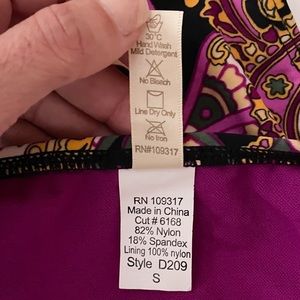 30°C
Hand Wash
Mild Detergent
No
Bleach
Line Dry Only
No Iron
RN#109317
RN 109317
Made in China
Cut # 6168
82% Nylon
18% Spandex
Lining 100% nylon
Style D209
S